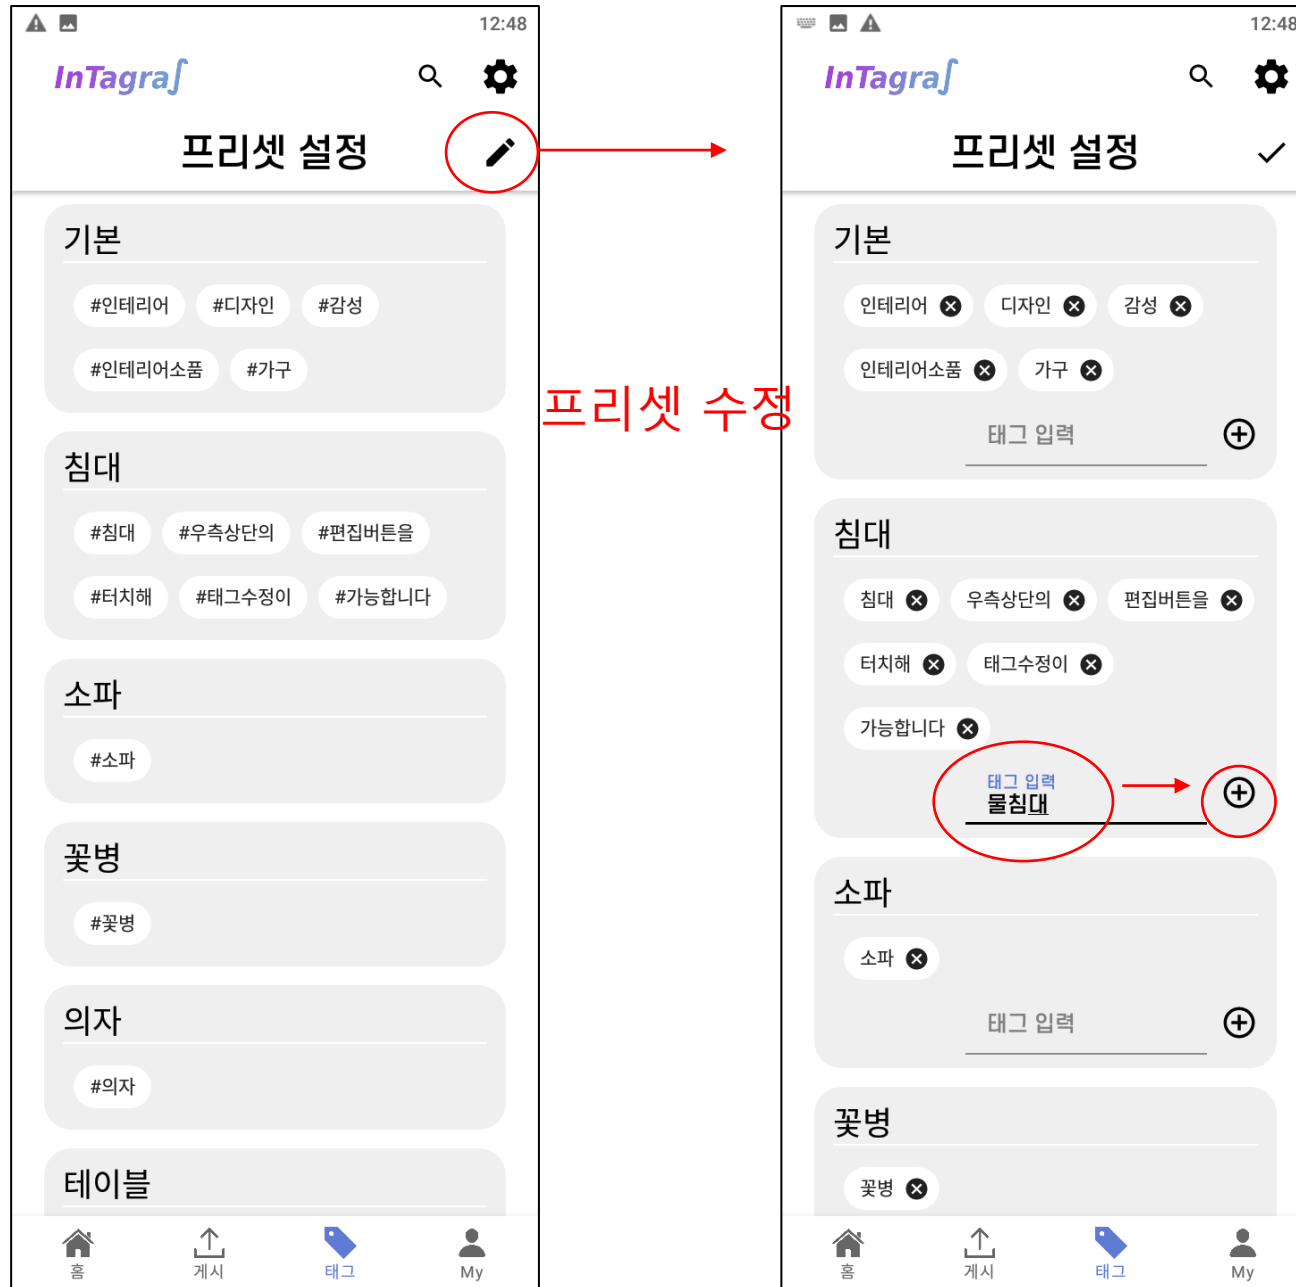 12:48
InTagra∫
프리셋 설정
기본
#인테리어 #디자인 #감성
#인테리어소품 #가구
침대
#침대 #우측상단의 #편집버튼을
#터치해 #태그수정이 #가능합니다
소파
#소파
꽃병
#꽃병
의자
#의자
테이블
홈 게시 태그 My
프리셋 수정
12:48
InTagra∫
프리셋 설정
기본
인테리어 디자인 감성
인테리어소품 가구
태그 입력
침대
침대 우측상단의 편집버튼을
터치해 태그수정이
가능합니다
태그 입력
물침대
소파
소파
태그 입력
꽃병
꽃병
홈 게시 태그 My